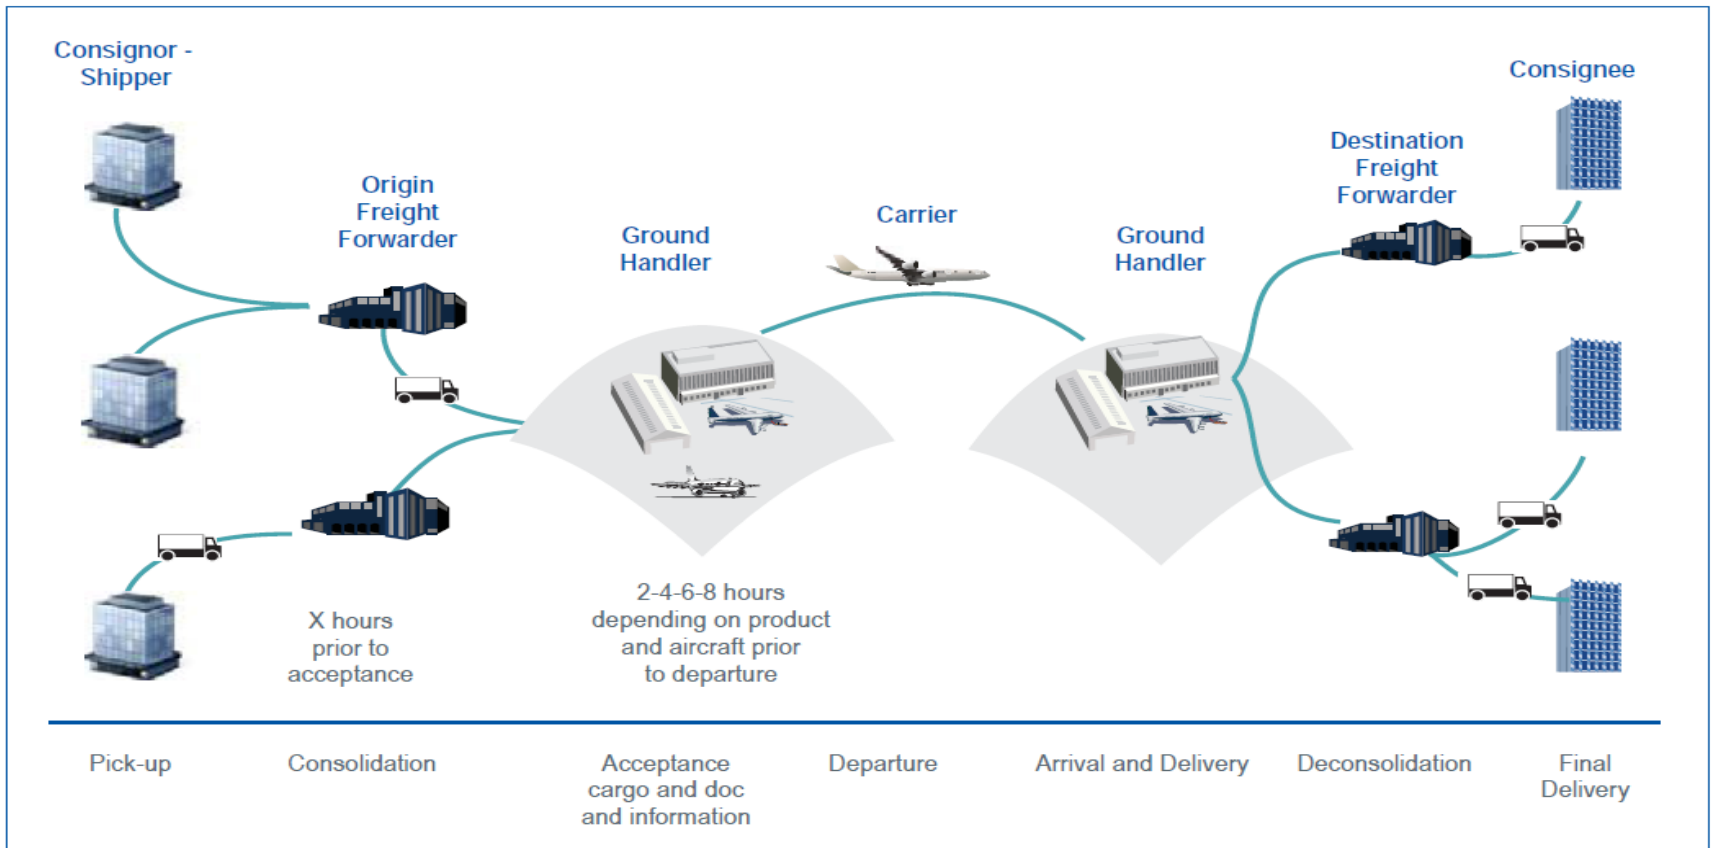 Consignor -
Shipper
Consignee
Destination
Freight
Forwarder
Origin
Freight
Forwarder
Carrier
Ground
Handler
Ground
Handler
X hours
prior to
acceptance
2-4-6-8 hours
depending on product
and aircraft prior
to departure
Pick-up
Consolidation
Acceptance
cargo and doc
and information
Departure
Arrival and Delivery
Deconsolidation
Final
Delivery